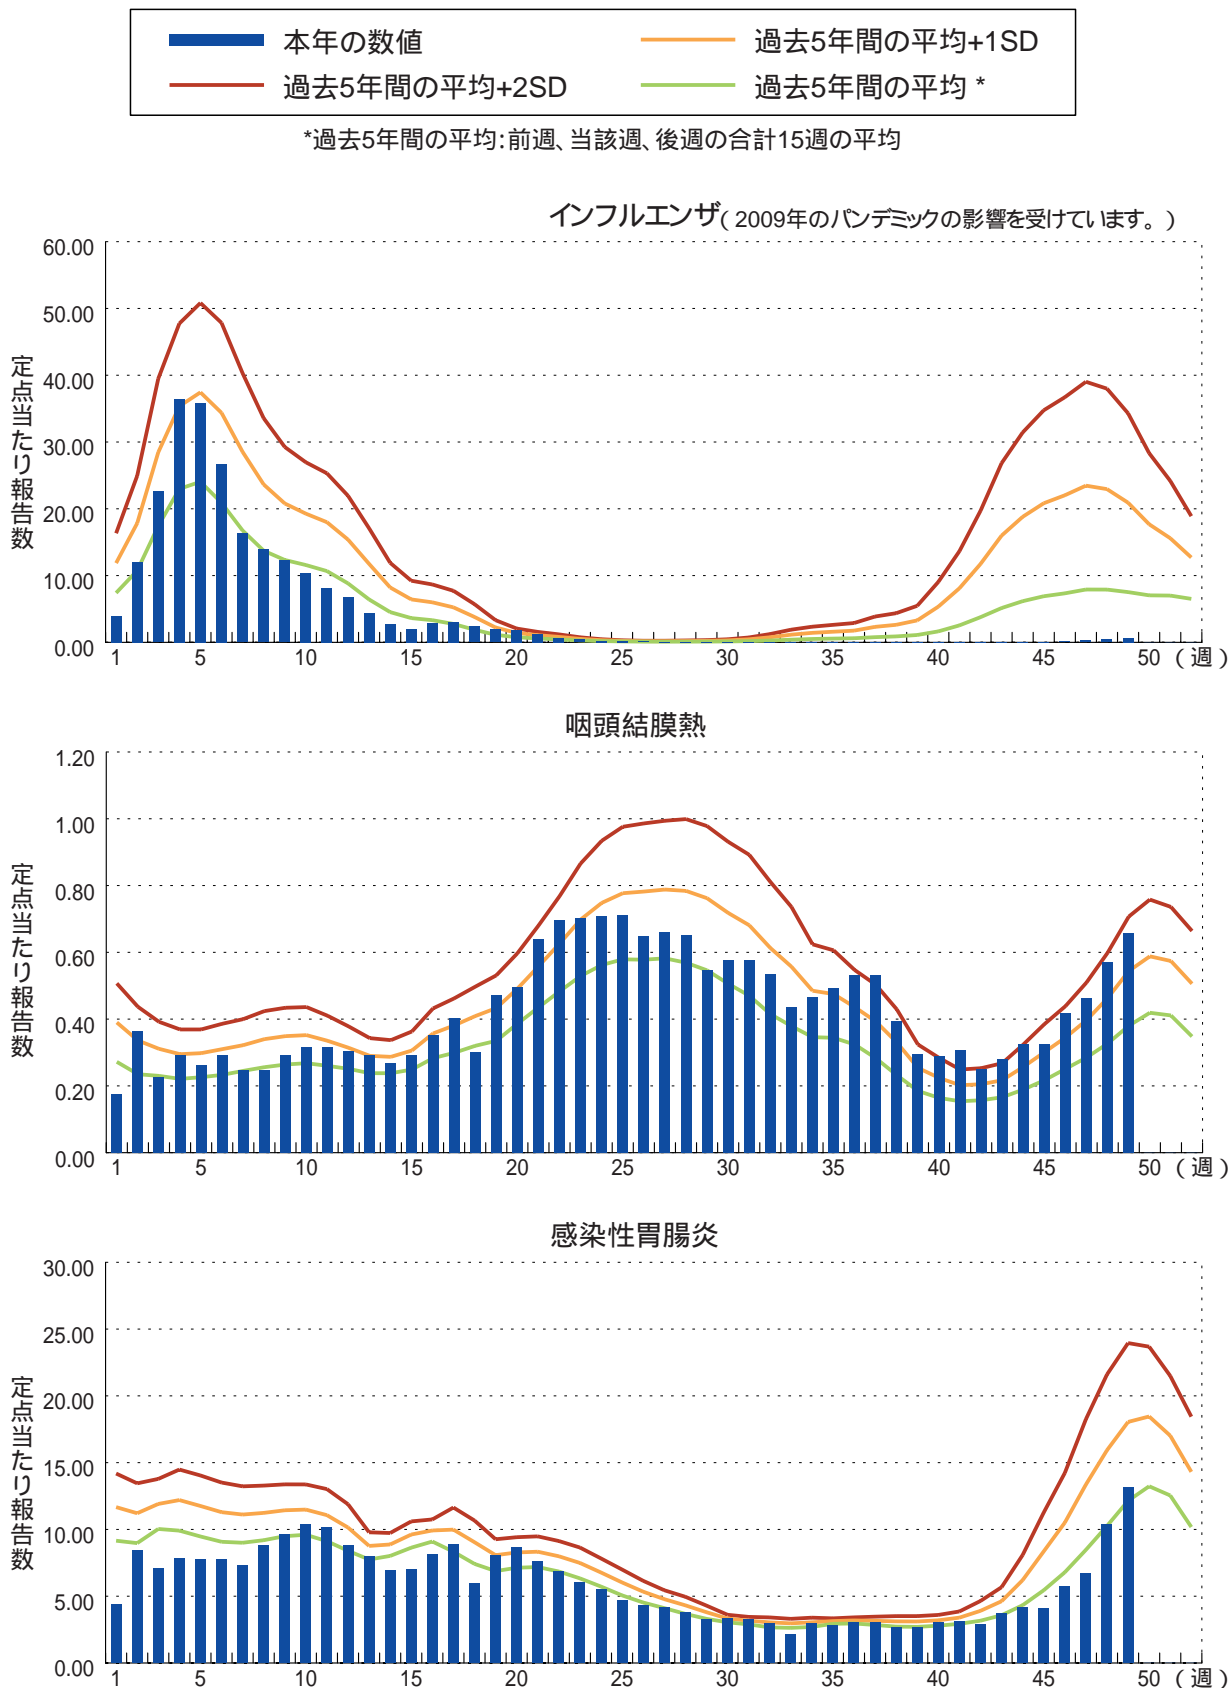 本年の数値
過去5年間の平均+1SD
過去5年間の平均+2SD
過去5年間の平均 *
*過去5年間の平均：前週、当該週、後週の合計15週の平均
インフルエンザ（2009年のパンデミックの影響を受けています。）
定点当たり報告数
60.00
50.00
40.00
30.00
20.00
10.00
0.00
1 5 10 15 20 25 30 35 40 45 50 （週）
咽頭結膜熱
定点当たり報告数
1.20
1.00
0.80
0.60
0.40
0.20
0.00
1 5 10 15 20 25 30 35 40 45 50 （週）
感染性胃腸炎
定点当たり報告数
30.00
25.00
20.00
15.00
10.00
5.00
0.00
1 5 10 15 20 25 30 35 40 45 50 （週）